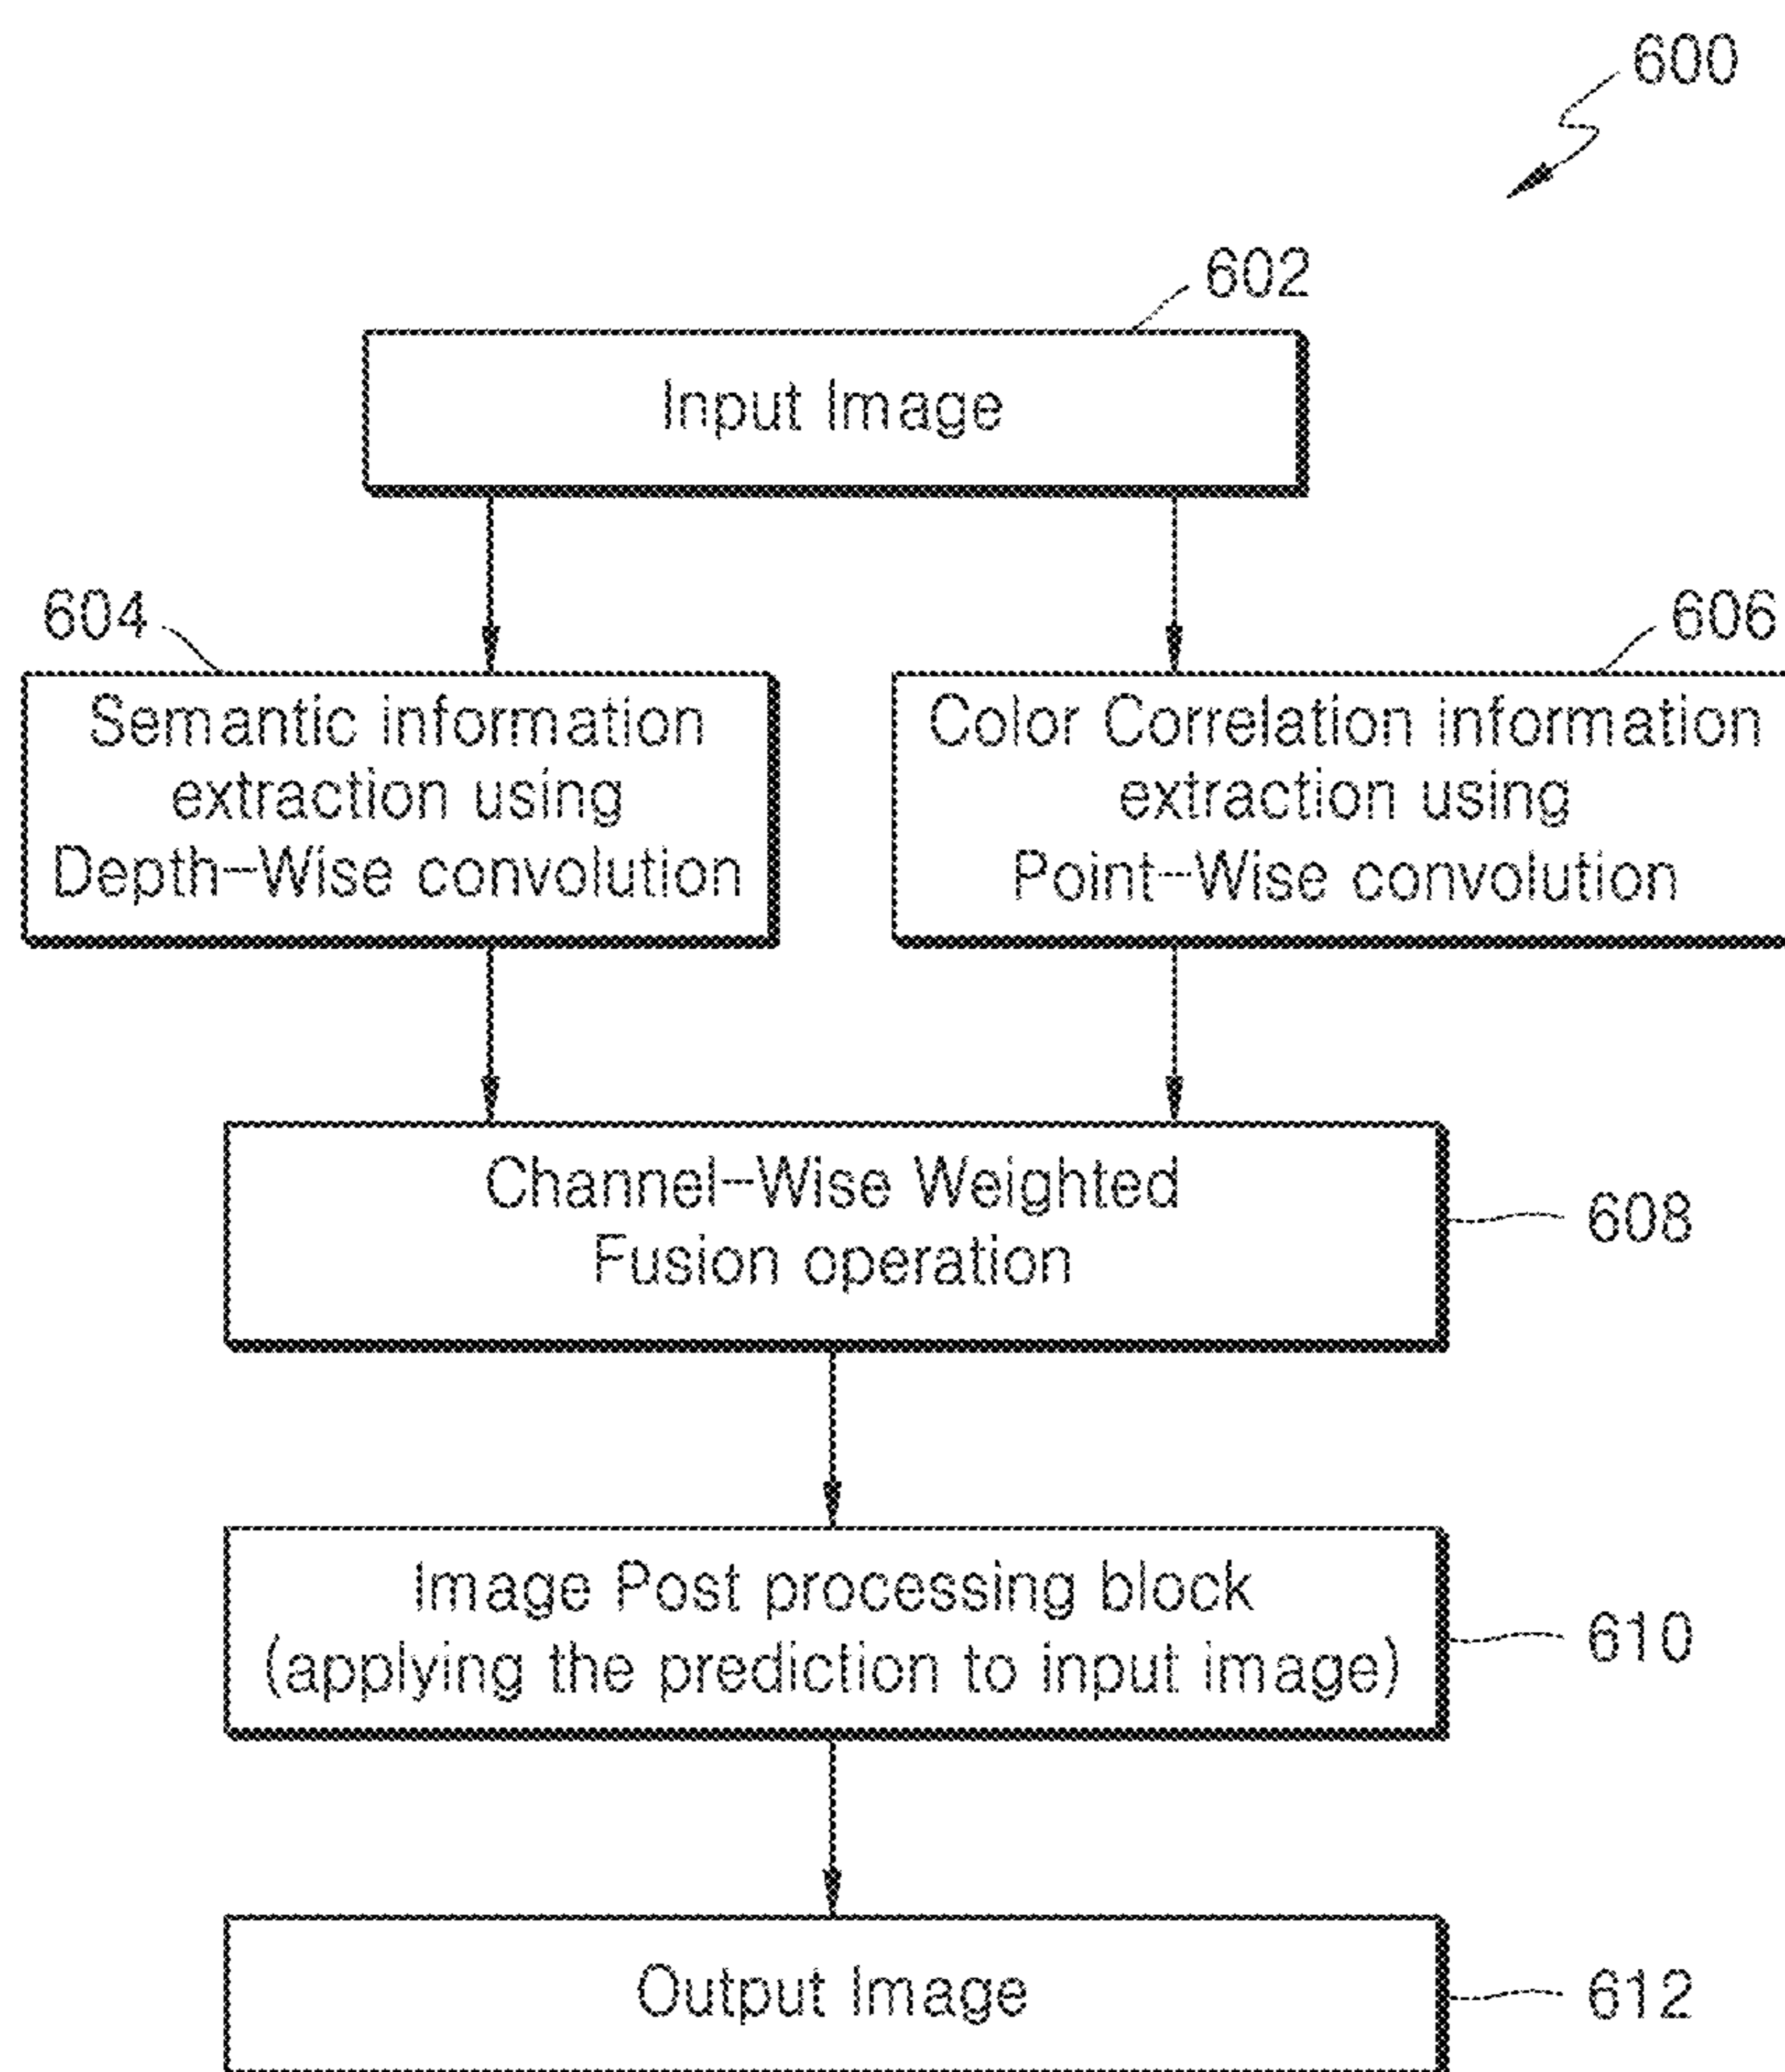 600
602
Input Image
604
606
Semantic information
extraction using
Depth-Wise convolution
Color Correlation information
extraction using
Point-Wise convolution
Channel-Wise Weighted
Fusion operation
608
Image Post processing block
(applying the prediction to input image)
610
Output Image
612